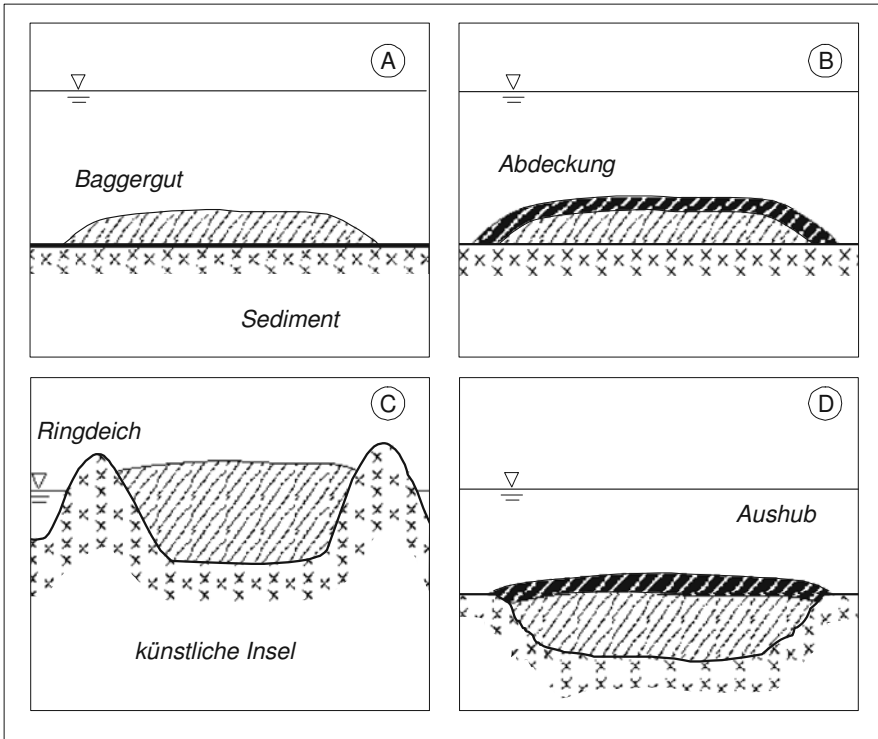 A
Baggergut
Sediment
B
Abdeckung
C
Ringdeich
künstliche Insel
D
Aushub